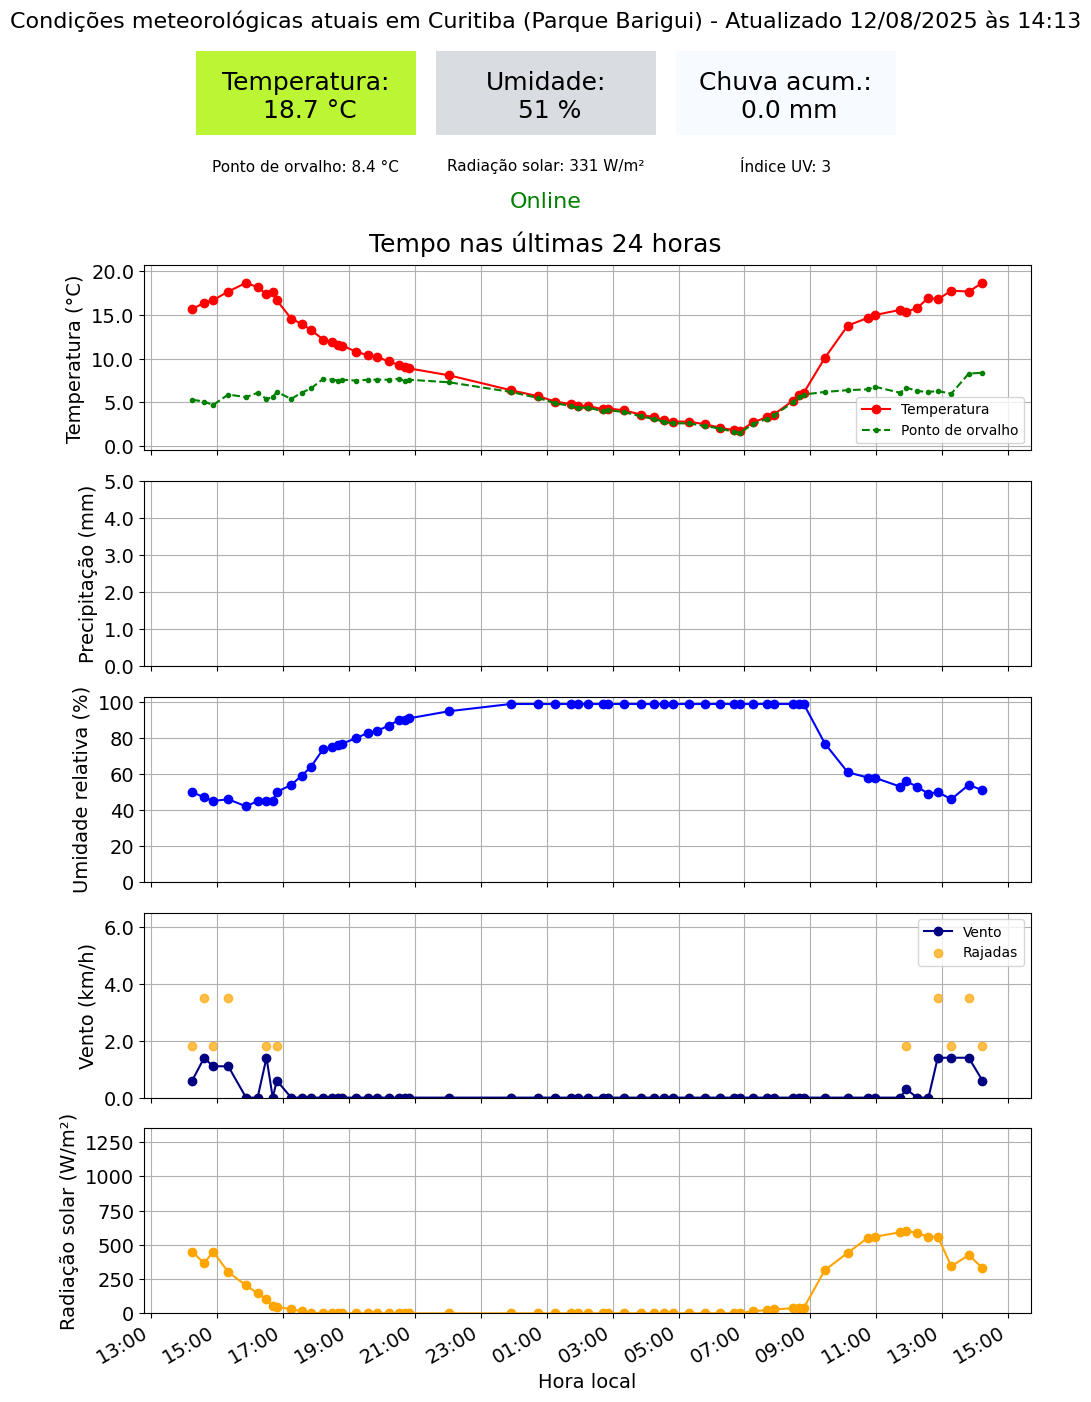 Condições meteorológicas atuais em Curitiba (Parque Barigui) - Atualizado 12/08/2025 às 14:13
Temperatura:
18.7 °C
Umidade:
51 %
Chuva acum.:
0.0 mm
Ponto de orvalho: 8.4 °C
Radiação solar: 331 W/m²
Índice UV: 3
Online
Tempo nas últimas 24 horas
Temperatura (°C)
20.0
15.0
10.0
5.0
0.0
Temperatura
Ponto de orvalho
Precipitação (mm)
5.0
4.0
3.0
2.0
1.0
0.0
Umidade relativa (%)
100
80
60
40
20
0
Vento (km/h)
6.0
4.0
2.0
0.0
Vento
Rajadas
Radiação solar (W/m²)
1250
1000
750
500
250
0
13:00
15:00
17:00
19:00
21:00
23:00
01:00
03:00
05:00
07:00
09:00
11:00
13:00
15:00
Hora local